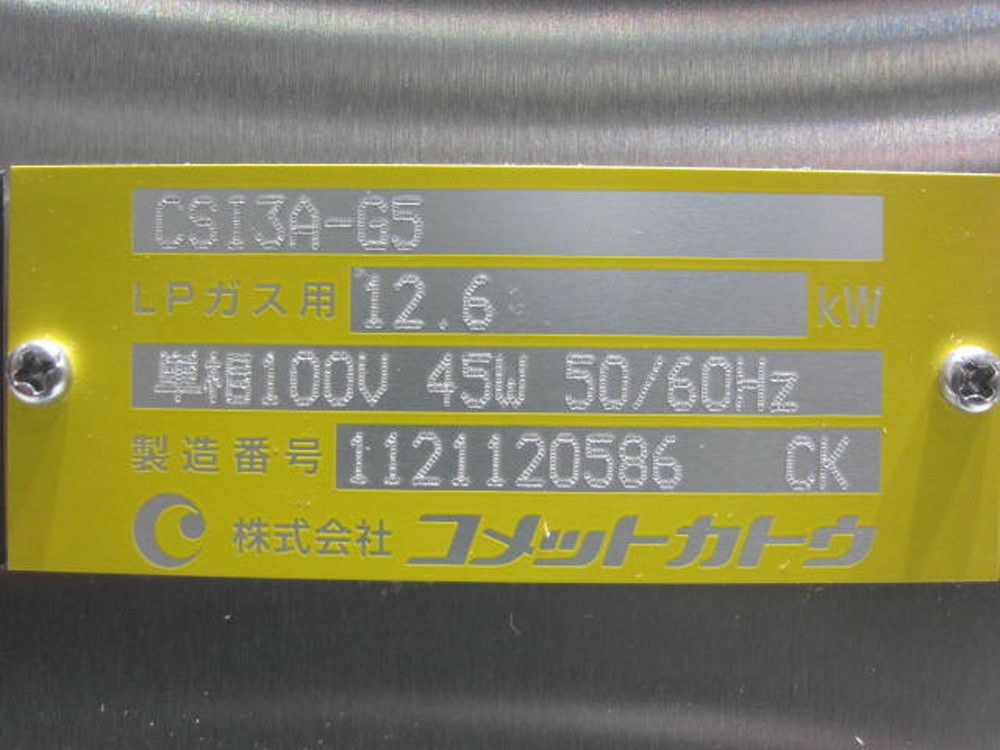 CSI3A-G5
LPガス用 12.6 kW
単相100V 45W 50/60Hz
製造番号 1121120586 CK
株式会社 コメットカトウ